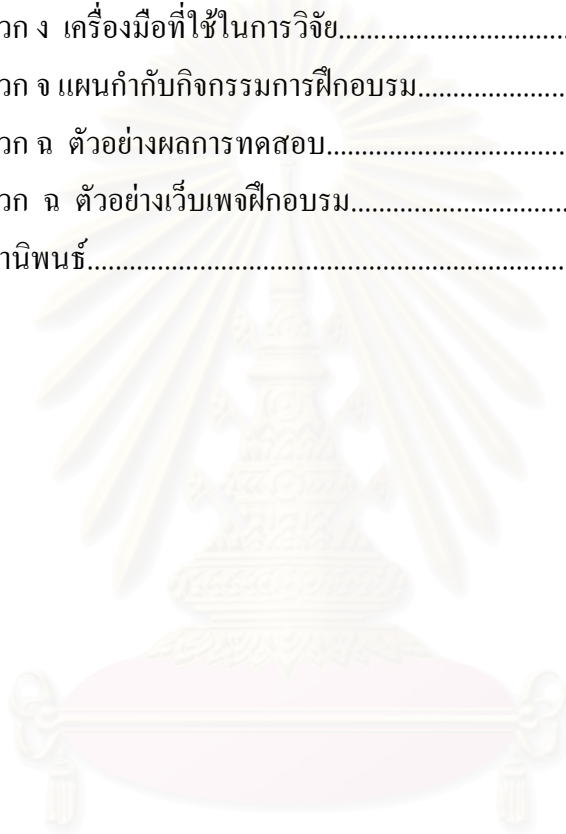 วก ง เครื่องมือที่ใช้ในการวิจัย................................
วก จ แผนกำกับกิจกรรมการฝึกอบรม.....................
วก ฉ ตัวอย่างผลการทดสอบ..................................
วก ฉ ตัวอย่างเว็บเพจฝึกอบรม..............................
านิพนธ์..................................................................